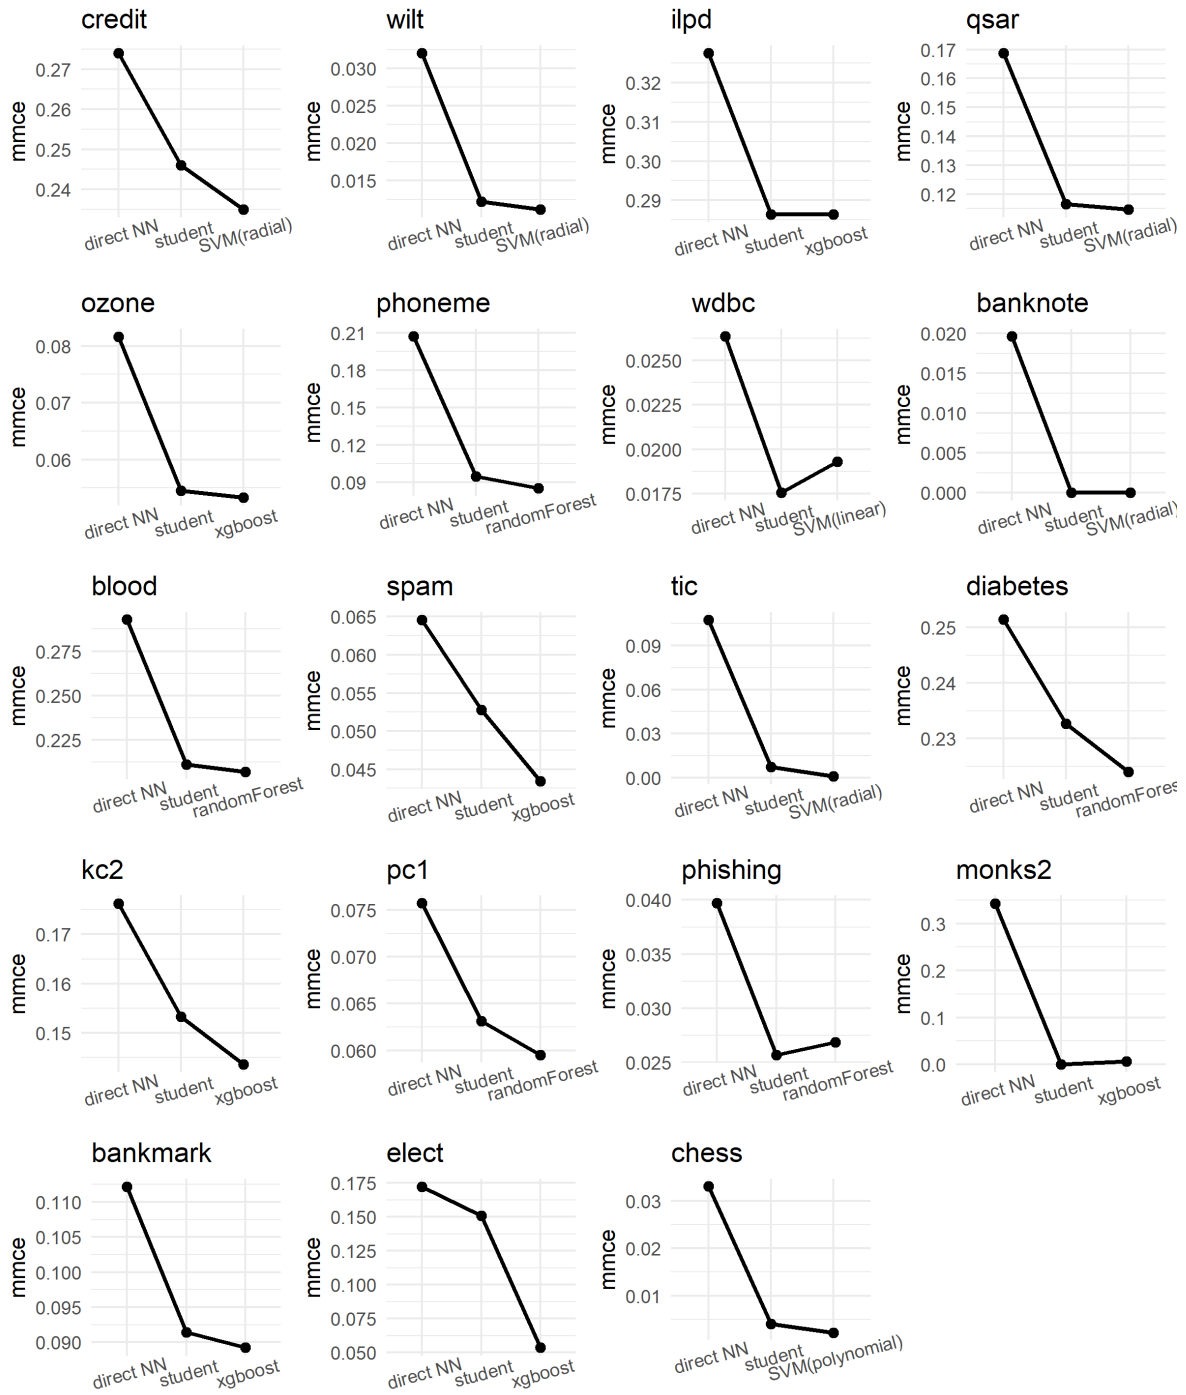 credit
mmce
0.27
0.26
0.25
0.24
direct NN
student
SVM(radial)
wilt
mmce
0.030
0.025
0.020
0.015
direct NN
student
SVM(radial)
ilpd
mmce
0.32
0.31
0.30
0.29
direct NN
student
xgboost
qsar
mmce
0.17
0.16
0.15
0.14
0.13
0.12
direct NN
student
SVM(radial)
ozone
mmce
0.08
0.07
0.06
direct NN
student
xgboost
phoneme
mmce
0.21
0.18
0.15
0.12
0.09
direct NN
student
randomForest
wdbc
mmce
0.0250
0.0225
0.0200
0.0175
direct NN
student
SVM(linear)
banknote
mmce
0.020
0.015
0.010
0.005
0.000
direct NN
student
SVM(radial)
blood
mmce
0.275
0.250
0.225
direct NN
student
randomForest
spam
mmce
0.065
0.060
0.055
0.050
0.045
direct NN
student
xgboost
tic
mmce
0.09
0.06
0.03
0.00
direct NN
student
SVM(radial)
diabetes
mmce
0.25
0.24
0.23
direct NN
student
randomForest
kc2
mmce
0.17
0.16
0.15
direct NN
student
xgboost
pc1
mmce
0.075
0.070
0.065
0.060
direct NN
student
randomForest
phishing
mmce
0.040
0.035
0.030
0.025
direct NN
student
randomForest
monks2
mmce
0.3
0.2
0.1
0.0
direct NN
student
xgboost
bankmark
mmce
0.110
0.105
0.100
0.095
0.090
direct NN
student
xgboost
elect
mmce
0.175
0.150
0.125
0.100
0.075
0.050
direct NN
student
xgboost
chess
mmce
0.03
0.02
0.01
direct NN
student
SVM(polynomial)